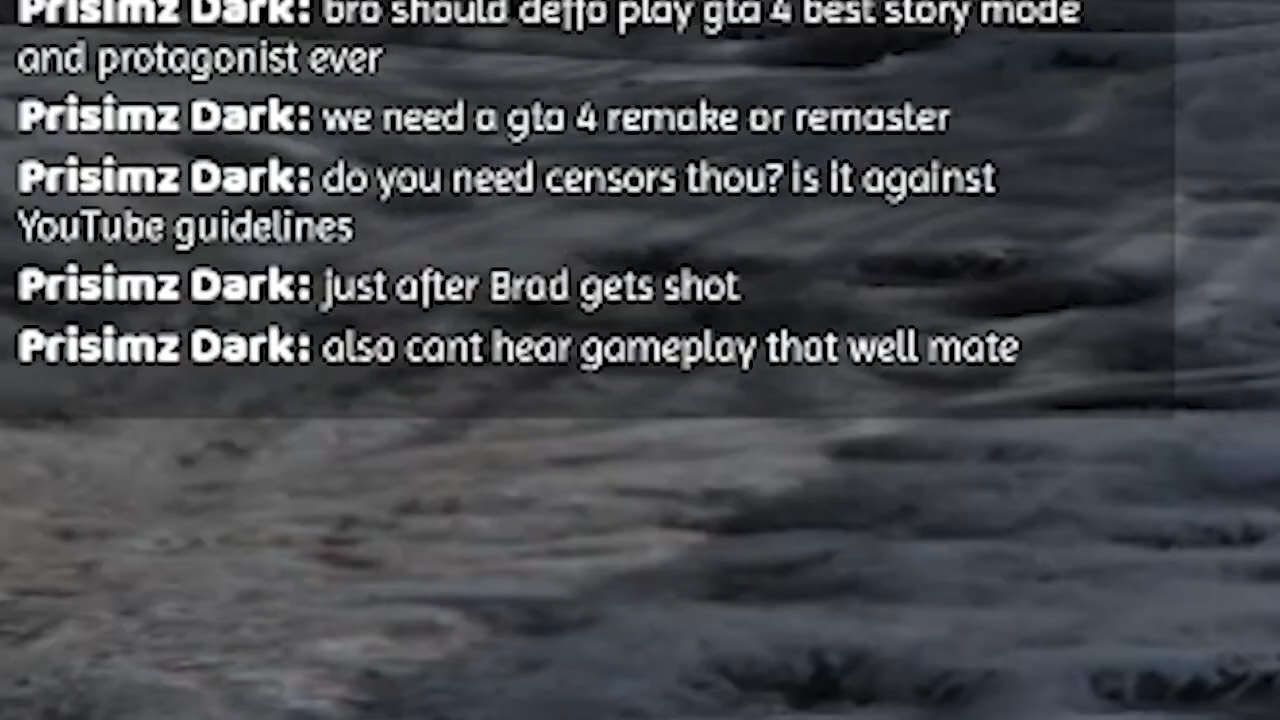 Prisimz Dark: bro should deffo play gta 4 best story mode
and protagonist ever
Prisimz Dark: we need a gta 4 remake or remaster
Prisimz Dark: do you need censors thou? is it against
YouTube guidelines
Prisimz Dark: just after Brad gets shot
Prisimz Dark: also cant hear gameplay that well mate